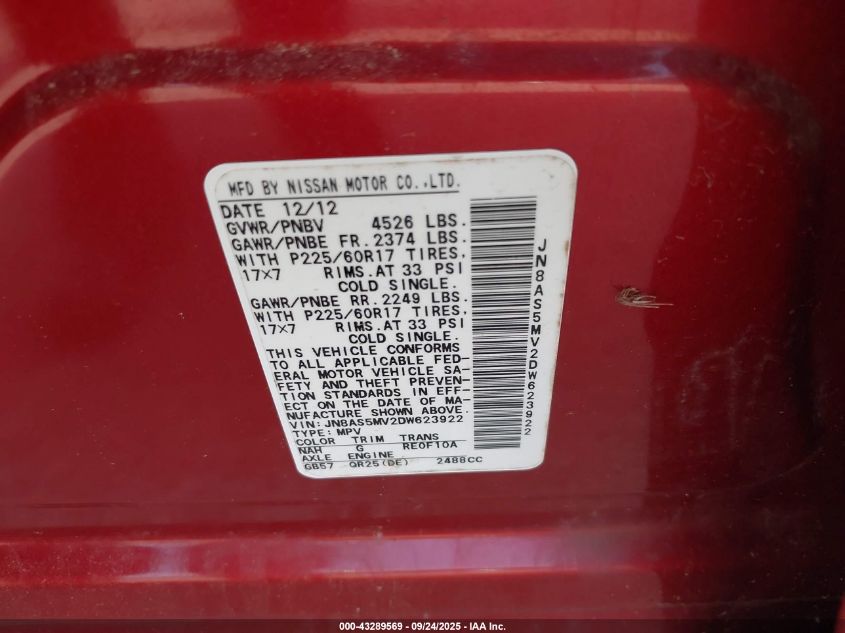 MFD BY NISSAN MOTOR CO.,LTD.
DATE 12/12
GVWR/PNBV 4526 LBS.
GAWR/PNBE FR. 2374 LBS.
WITH P225/60R17 TIRES,
17X7 RIMS.AT 33 PSI
COLD SINGLE.
GAWR/PNBE RR. 2249 LBS.
WITH P225/60R17 TIRES,
17X7 RIMS.AT 33 PSI
COLD SINGLE.
THIS VEHICLE CONFORMS
TO ALL APPLICABLE FED-
ERAL MOTOR VEHICLE SA-
FETY AND THEFT PREVEN-
TION STANDARDS IN EFF-
ECT ON THE DATE OF MA-
NUFACTURE SHOWN ABOVE.
VIN: JN8AS5MV2DW623922
TYPE: MPV
COLOR TRIM TRANS
NAH G RE0F10A
AXLE ENGINE
GB57 QR25(DE) 2488CC
JN8AS5MV2DW623922
000-43289569 - 09/24/2025 - IAA Inc.